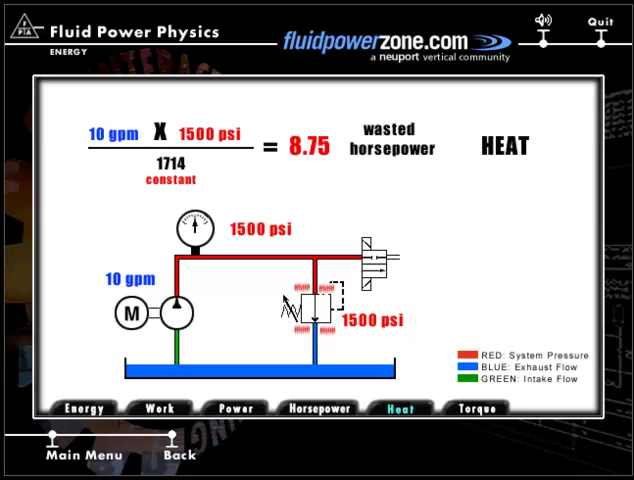 Fluid Power Physics
ENERGY
FPTA
fluidpowerzone.com
a neuport vertical community
Quit
10 gpm X 1500 psi
1714
constant
= 8.75
wasted
horsepower
HEAT
1500 psi
10 gpm
M
1500 psi
RED: System Pressure
BLUE: Exhaust Flow
GREEN: Intake Flow
Energy
Work
Power
Horsepower
Heat
Torque
Main Menu
Back